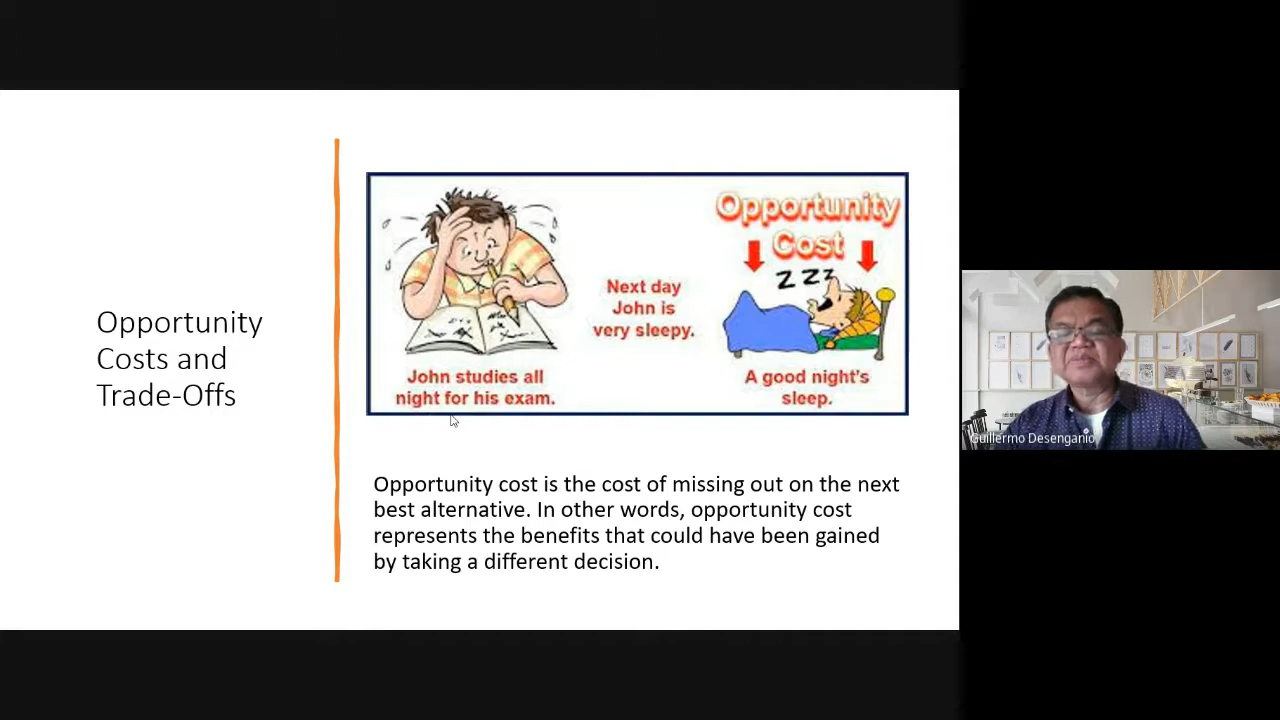 Opportunity
Costs and
Trade-Offs
Opportunity
Cost
z z z
Next day
John is
very sleepy.
John studies all
night for his exam.
A good night's
sleep.
Opportunity cost is the cost of missing out on the next
best alternative. In other words, opportunity cost
represents the benefits that could have been gained
by taking a different decision.
Guillermo Desenganio